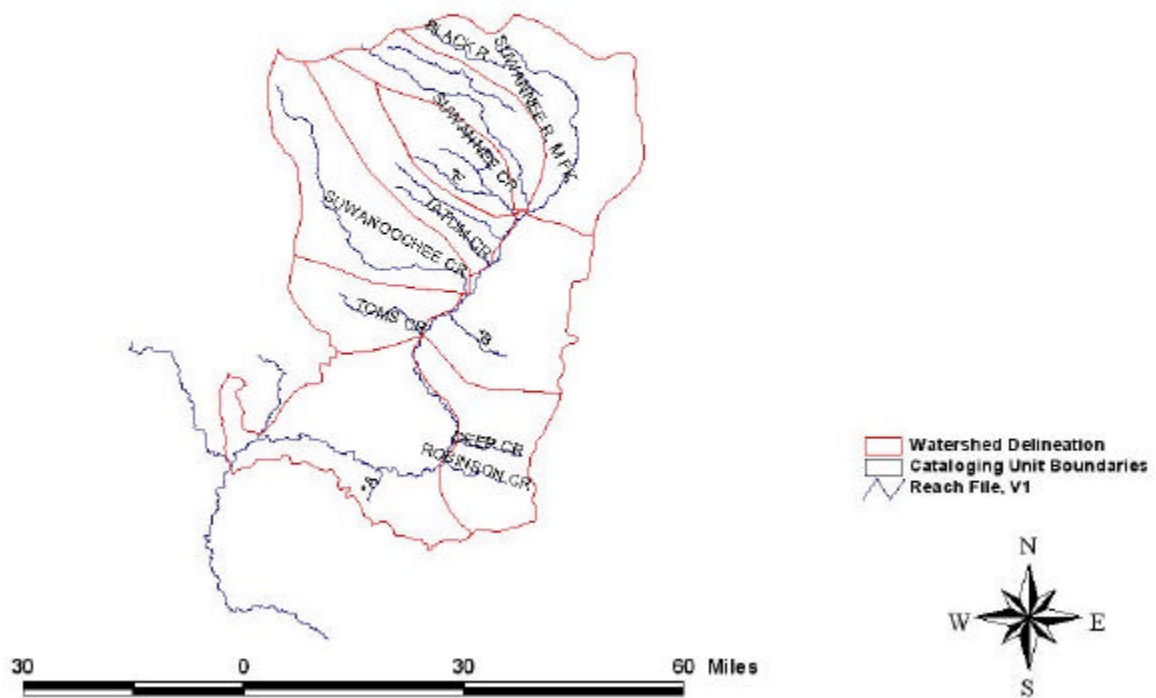 BLACK R.
SUWANNEE R, M FK
SUWANNEE CR
*E
TATUM CR
SUWANOOCHEE CR
TOMS CR
*B
DEEP CR
ROBINSON CR
*A
Watershed Delineation
Cataloging Unit Boundaries
Reach File, V1
N
W E
S
30 0 30 60 Miles